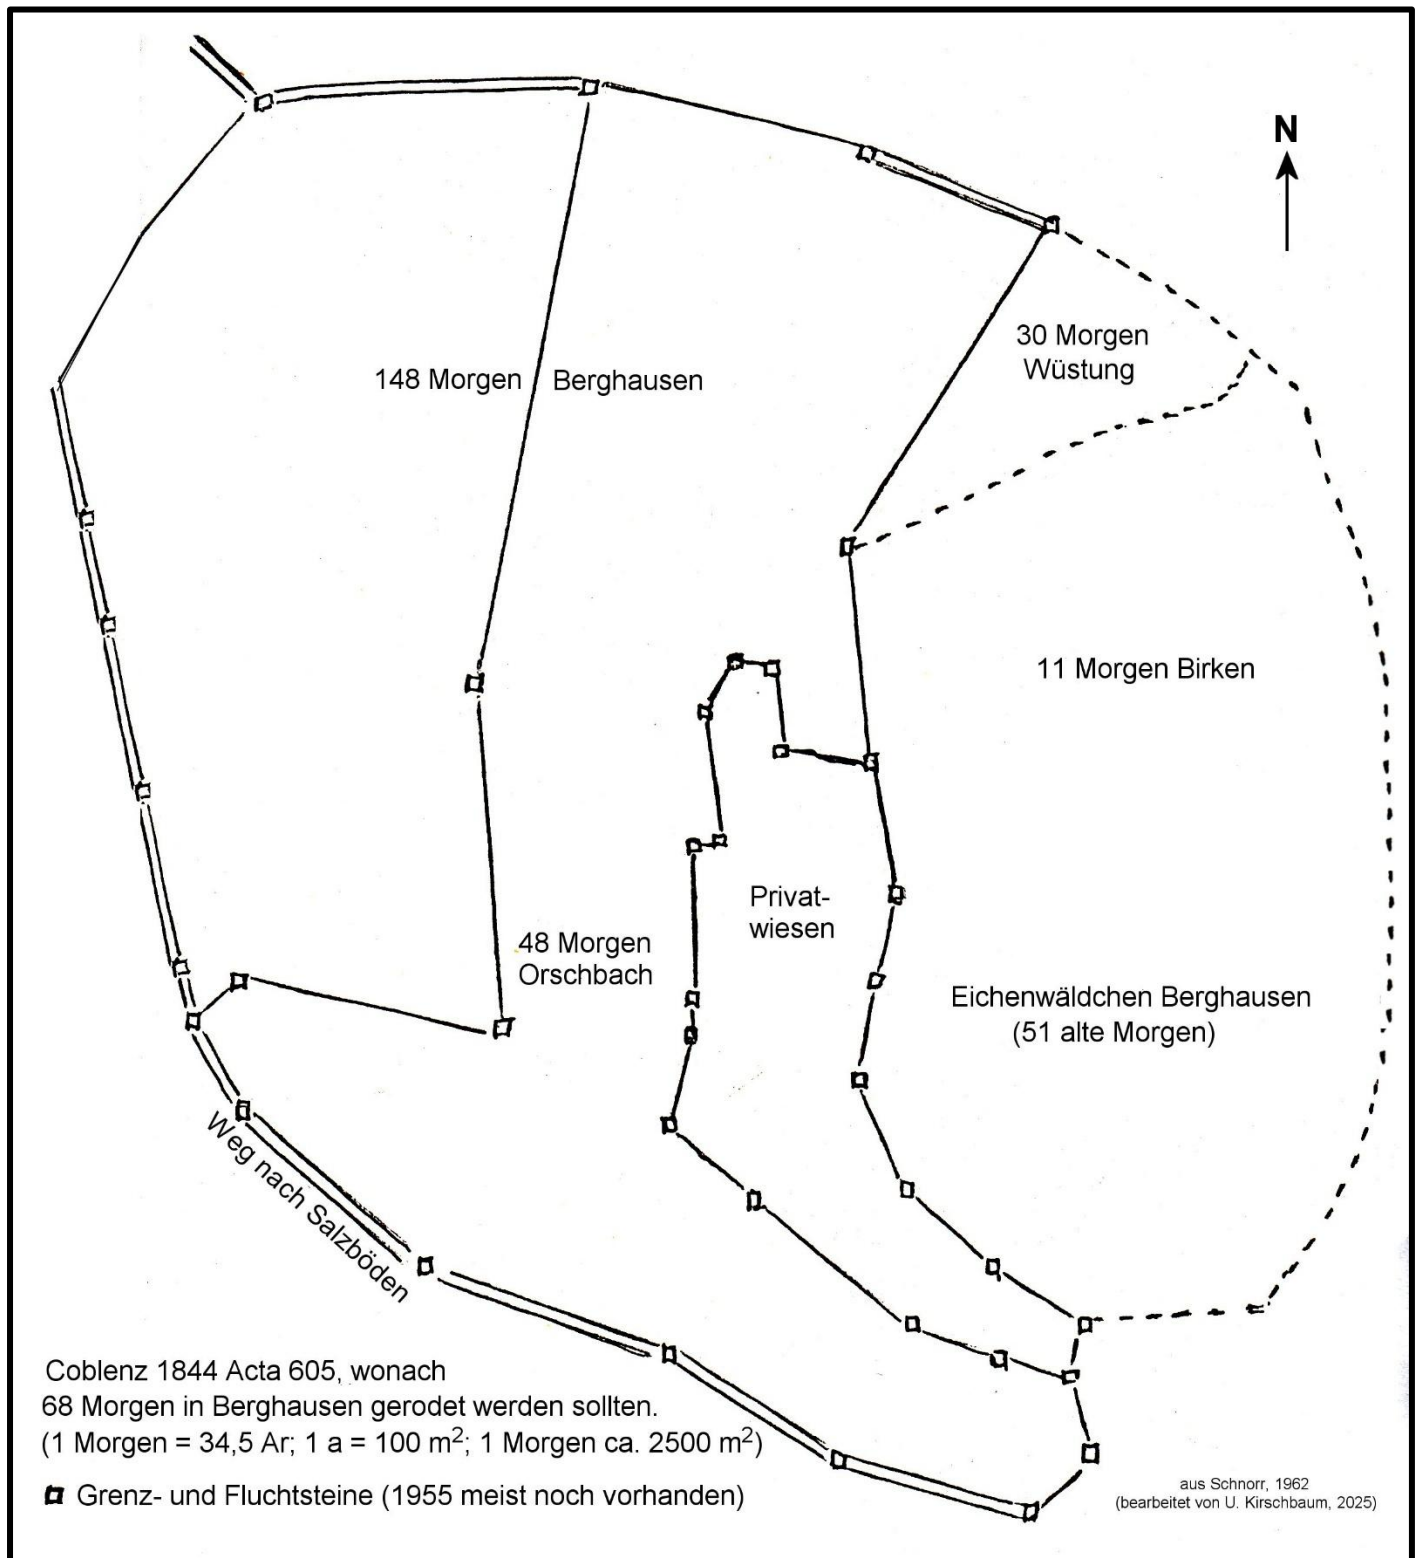 N
30 Morgen
Wüstung
148 Morgen
Berghausen
11 Morgen Birken
Privat-
wiesen
48 Morgen
Orschbach
Eichenwäldchen Berghausen
(51 alte Morgen)
Weg nach Salzböden
Coblenz 1844 Acta 605, wonach
68 Morgen in Berghausen gerodet werden sollten.
(1 Morgen = 34,5 Ar; 1 a = 100 m²; 1 Morgen ca. 2500 m²)
Grenz- und Fluchtsteine (1955 meist noch vorhanden)
aus Schnorr, 1962
(bearbeitet von U. Kirschbaum, 2025)